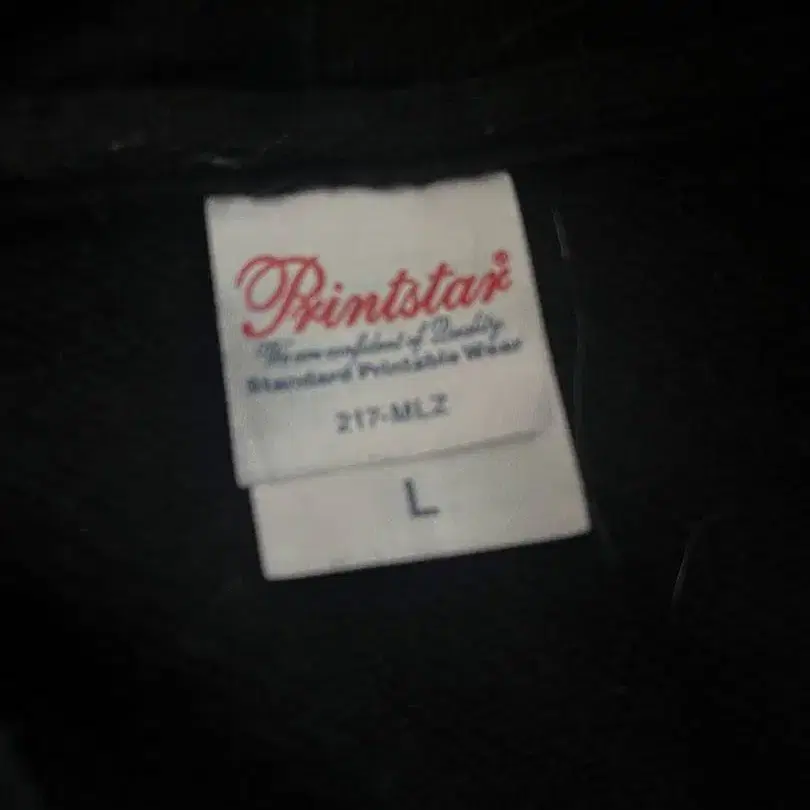 Printstar®
We are confident of Quality
Standard Printable Wear
217-MLZ
L